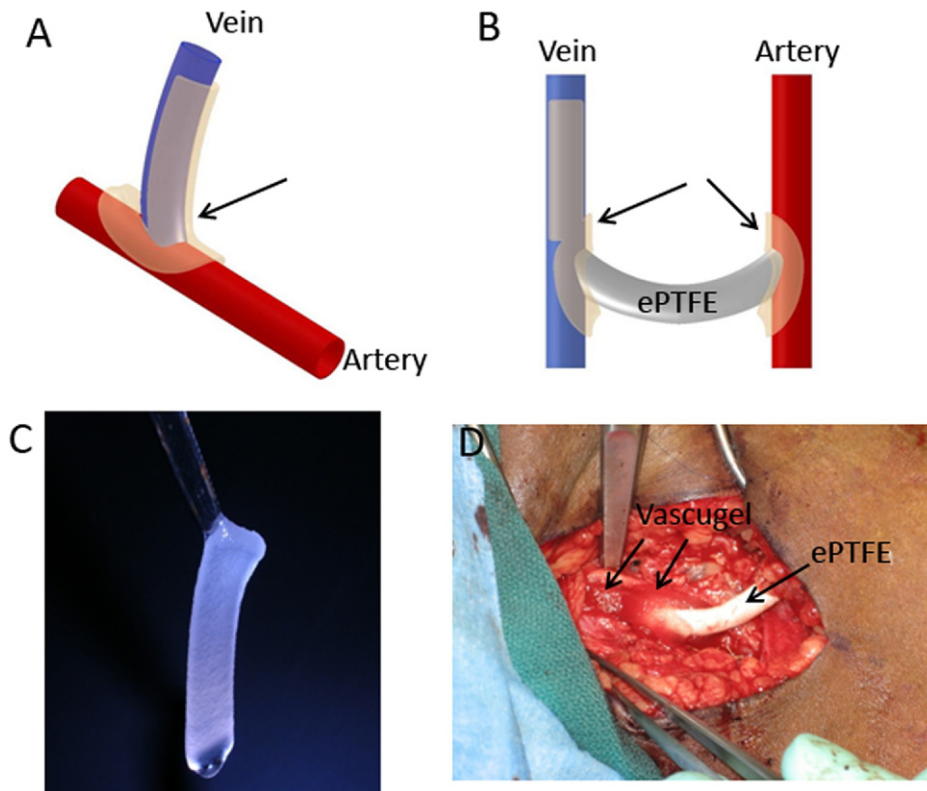 A
Vein
Artery
B
Vein
Artery
ePTFE
C
D
Vascugel
ePTFE